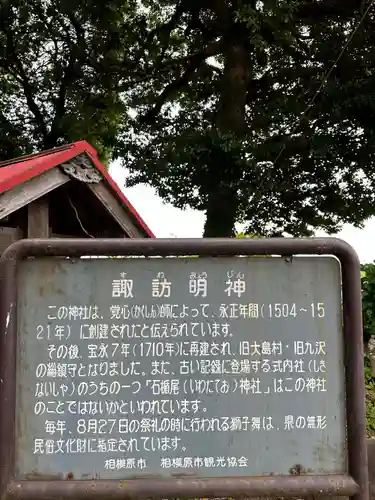 すわ みょうじん
諏訪明神
この神社は、覚心(かくしん)師によって、永正年間(1504~15
21年)に創建されたと伝えられています。
その後、宝永7年(1710年)に再建され、旧大島村・旧九沢
の鎮守となりました。また、古い記録に登場する式内社(しき
ないしゃ)のうちの一つ「石楯尾(いわたてお)神社」はこの神社
のことではないかといわれています。
毎年、8月27日の祭礼の時に行われる獅子舞は、県の無形
民俗文化財に指定されています。
相模原市 相模原市観光協会